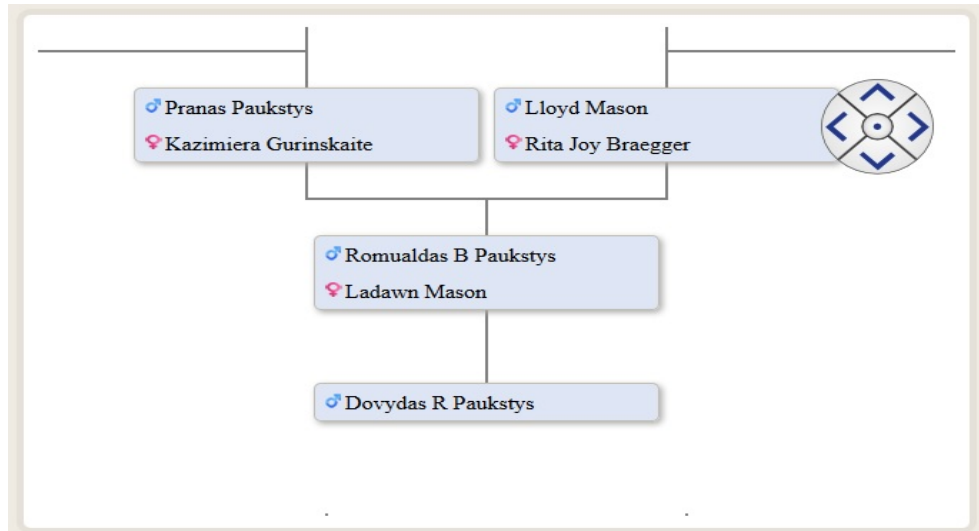 Pranas Paukstys
Kazimiera Gurinskaite
Lloyd Mason
Rita Joy Braegger
Romualdas B Paukstys
Ladawn Mason
Dovydas R Paukstys